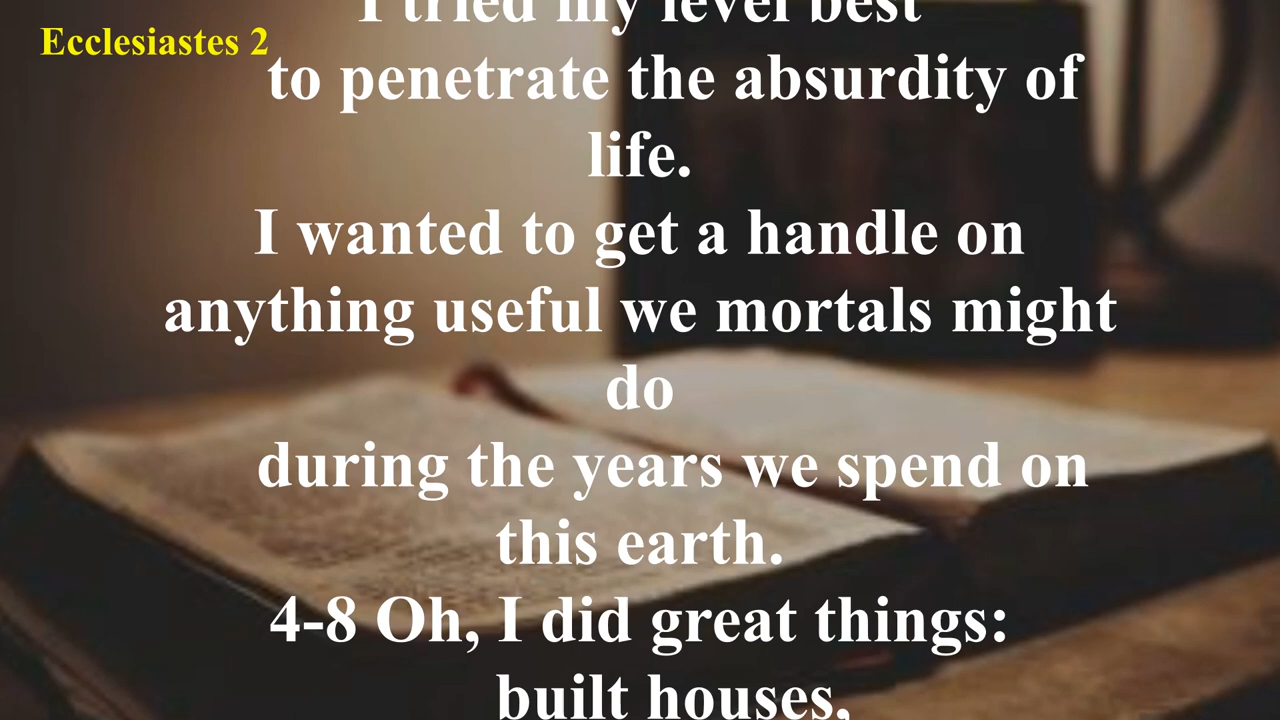 I tried my level best
Ecclesiastes 2
to penetrate the absurdity of
life.
I wanted to get a handle on
anything useful we mortals might
do
during the years we spend on
this earth.
4-8 Oh, I did great things:
built houses,